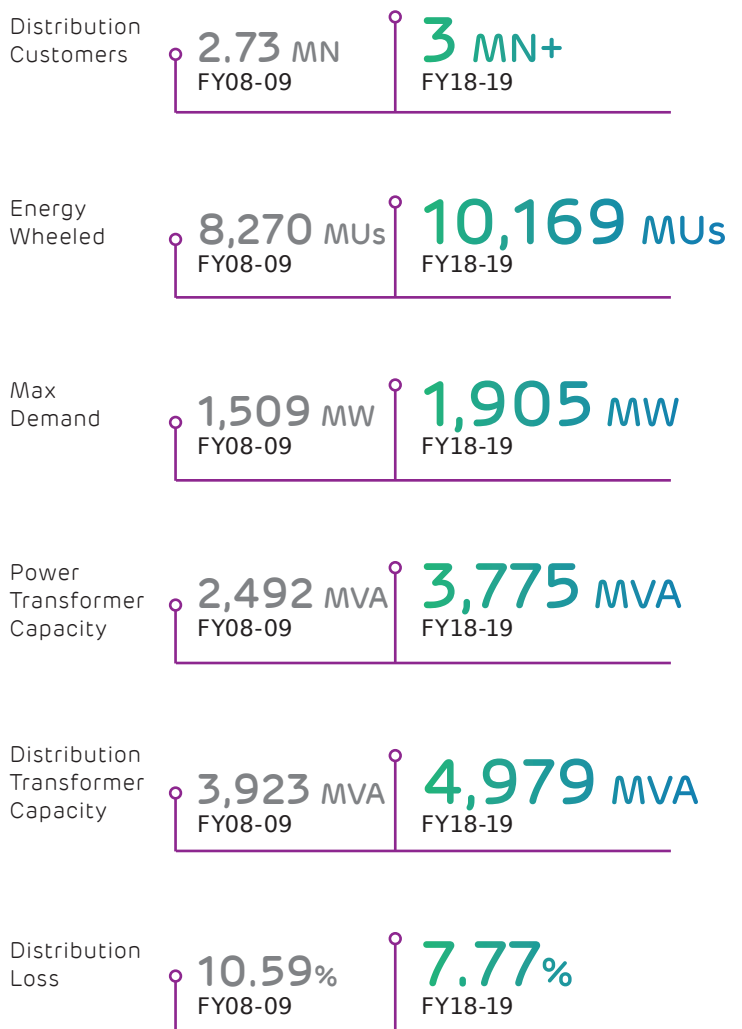 Distribution
Customers
2.73 MN
FY08-09
3 MN+
FY18-19
Energy
Wheeled
8,270 MUs
FY08-09
10,169 MUs
FY18-19
Max
Demand
1,509 MW
FY08-09
1,905 MW
FY18-19
Power
Transformer
Capacity
2,492 MVA
FY08-09
3,775 MVA
FY18-19
Distribution
Transformer
Capacity
3,923 MVA
FY08-09
4,979 MVA
FY18-19
Distribution
Loss
10.59%
FY08-09
7.77%
FY18-19